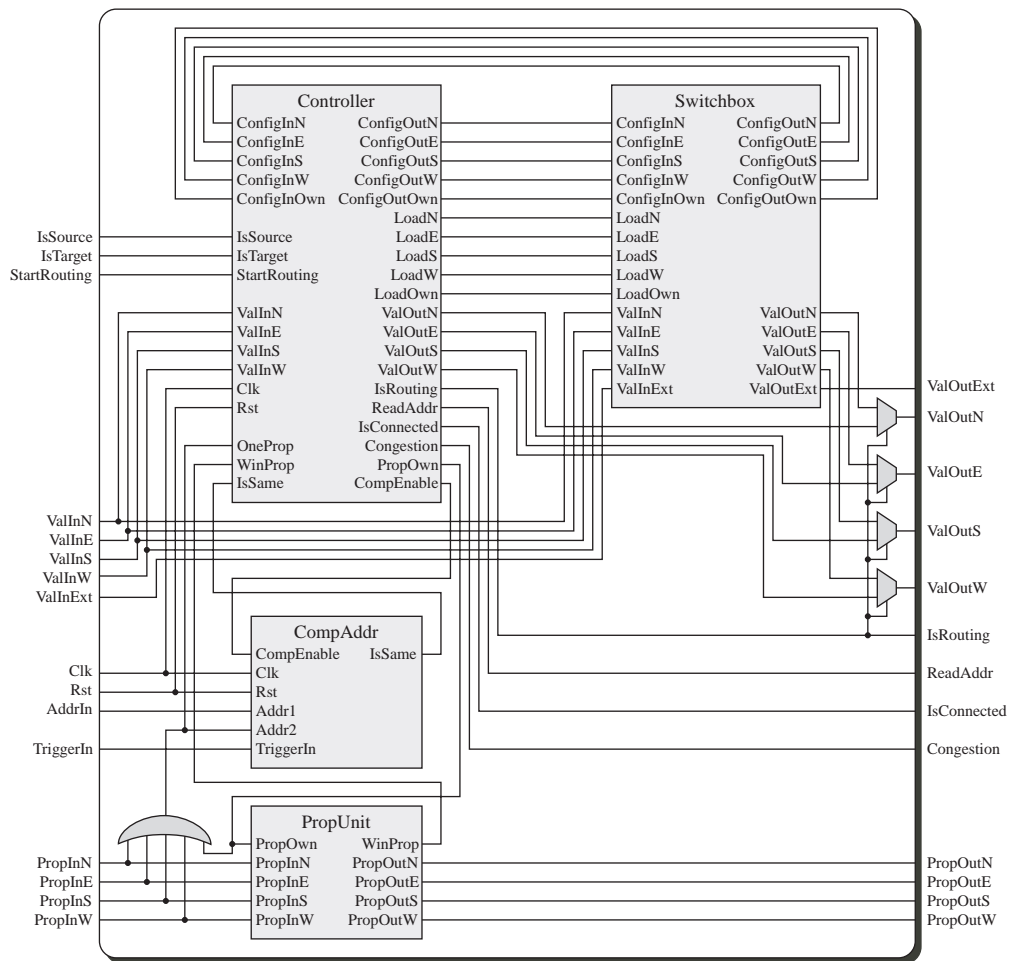 Controller
ConfigInN ConfigOutN
ConfigInE ConfigOutE
ConfigInS ConfigOutS
ConfigInW ConfigOutW
ConfigInOwn ConfigOutOwn
LoadN
IsSource LoadE
IsTarget LoadS
StartRouting LoadW
LoadOwn
ValInN ValOutN
ValInE ValOutE
ValInS ValOutS
ValInW ValOutW
Clk IsRouting
Rst ReadAddr
IsConnected
OneProp Congestion
WinProp PropOwn
IsSame CompEnable
Switchbox
ConfigInN ConfigOutN
ConfigInE ConfigOutE
ConfigInS ConfigOutS
ConfigInW ConfigOutW
ConfigInOwn ConfigOutOwn
LoadN
LoadE
LoadS
LoadW
LoadOwn
ValInN ValOutN
ValInE ValOutE
ValInS ValOutS
ValInW ValOutW
ValInExt ValOutExt
IsSource
IsTarget
StartRouting
ValInN
ValInE
ValInS
ValInW
ValInExt
Clk
Rst
AddrIn
TriggerIn
PropInN
PropInE
PropInS
PropInW
CompAddr
CompEnable IsSame
Clk
Rst
Addr1
Addr2
TriggerIn
PropUnit
PropOwn WinProp
PropInN PropOutN
PropInE PropOutE
PropInS PropOutS
PropInW PropOutW
ValOutExt
ValOutN
ValOutE
ValOutS
ValOutW
IsRouting
ReadAddr
IsConnected
Congestion
PropOutN
PropOutE
PropOutS
PropOutW